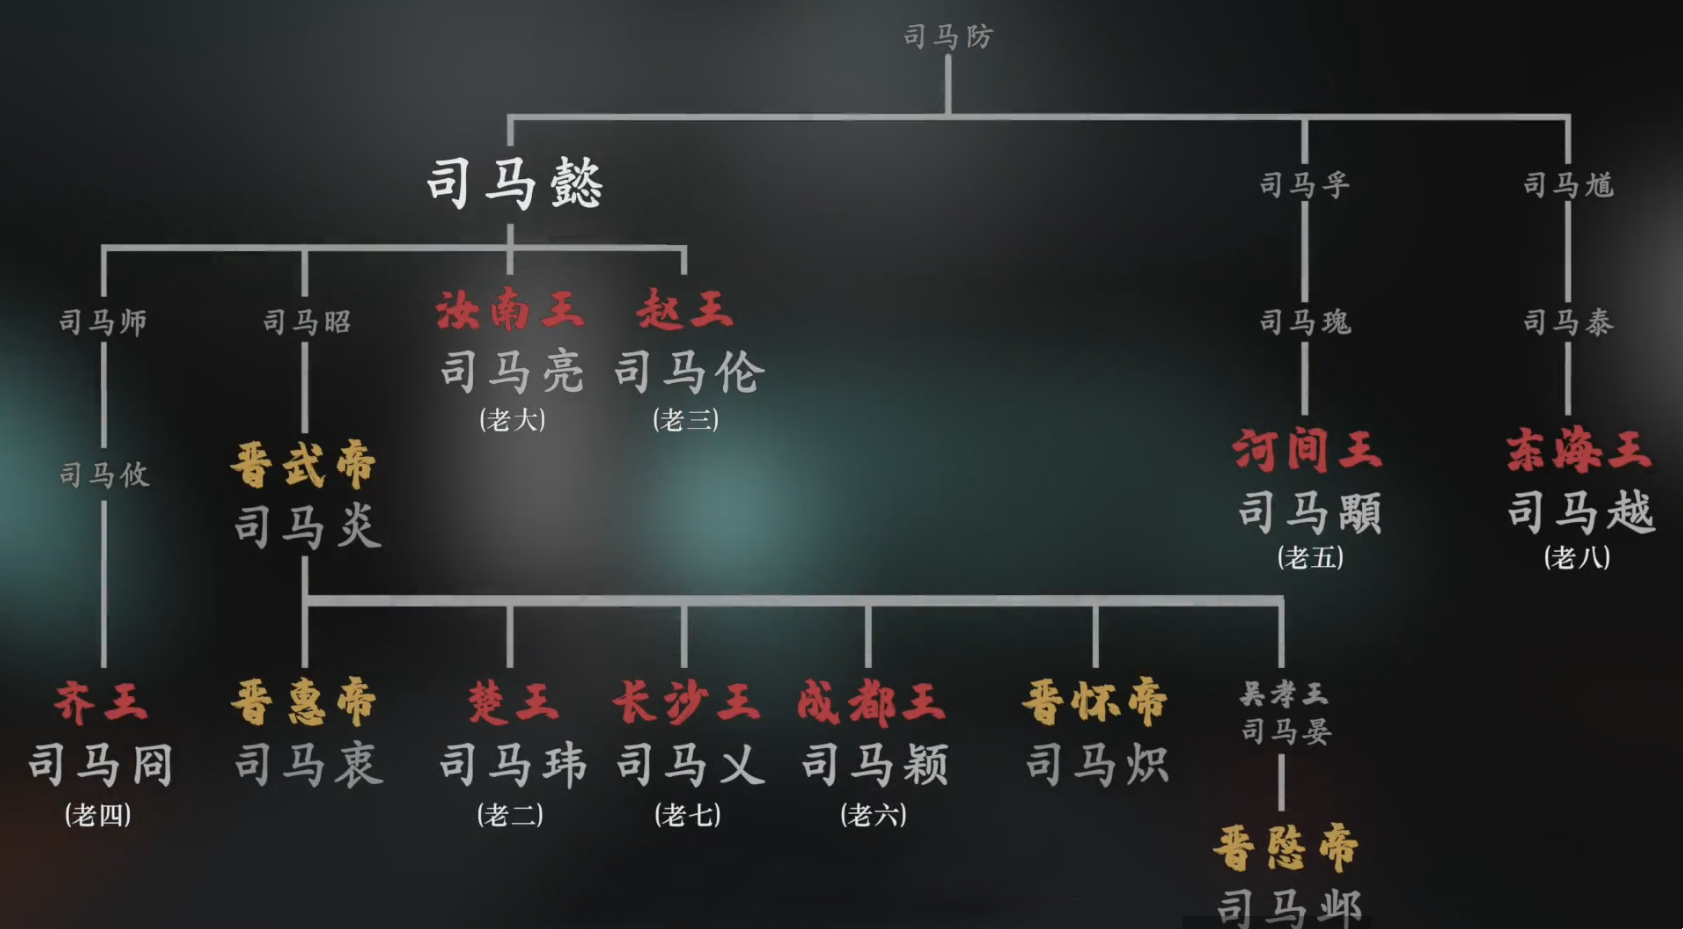 司马防
司马懿
司马孚
司马馗
司马师
司马昭
汝南王
司马亮
(老大)
赵王
司马伦
(老三)
司马瑰
司马泰
司马攸
晋武帝
司马炎
河间王
司马颙
(老五)
东海王
司马越
(老八)
齐王
司马冏
(老四)
晋惠帝
司马衷
楚王
司马玮
(老二)
长沙王
司马乂
(老七)
成都王
司马颖
(老六)
晋怀帝
司马炽
吴孝王
司马晏
晋愍帝
司马邺